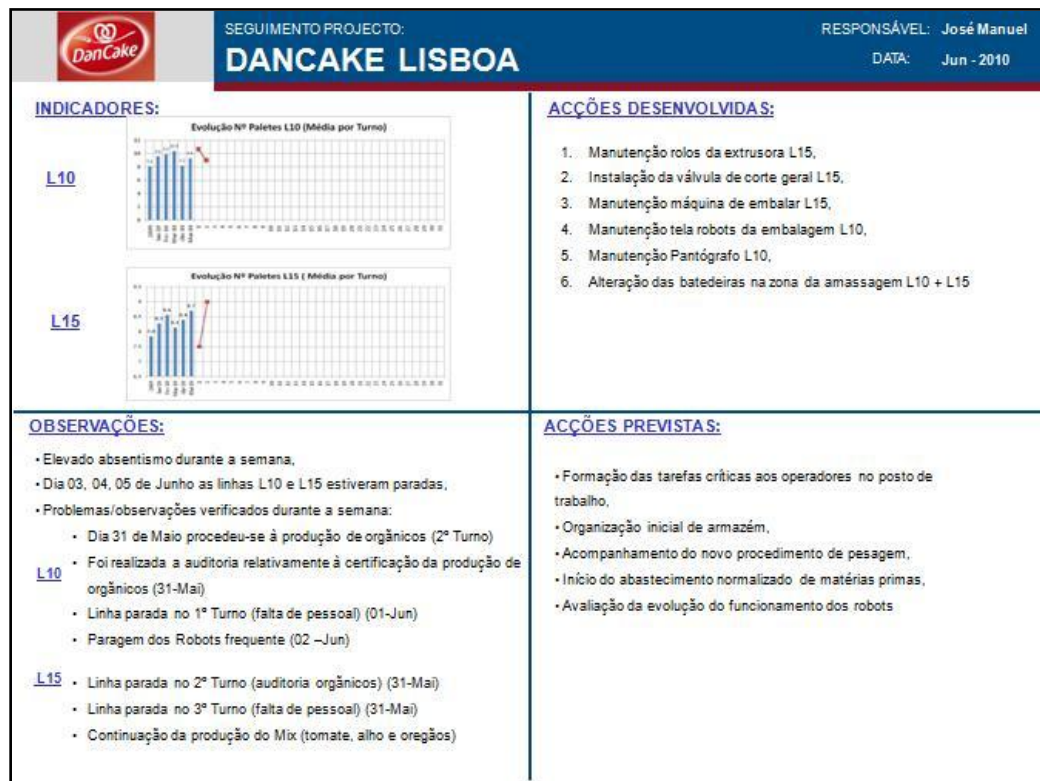 DanCake
SEGUIMENTO PROJECTO:
DANCAKE LISBOA
RESPONSÁVEL: José Manuel
DATA: Jun - 2010
INDICADORES:
L10
Evolução Nº Paletes L10 (Média por Turno)
L15
Evolução Nº Paletes L15 ( Média por Turno)
ACÇÕES DESENVOLVIDAS:
1. Manutenção rolos da extrusora L15,
2. Instalação da válvula de corte geral L15,
3. Manutenção máquina de embalar L15,
4. Manutenção tela robots da embalagem L10,
5. Manutenção Pantógrafo L10,
6. Alteração das batedeiras na zona da amassagem L10 + L15
OBSERVAÇÕES:
• Elevado absentismo durante a semana,
• Dia 03, 04, 05 de Junho as linhas L10 e L15 estiveram paradas,
• Problemas/observações verificados durante a semana:
• Dia 31 de Maio procedeu-se à produção de orgânicos (2º Turno)
L10
• Foi realizada a auditoria relativamente à certificação da produção de
orgânicos (31-Mai)
• Linha parada no 1º Turno (falta de pessoal) (01-Jun)
• Paragem dos Robots frequente (02 –Jun)
L15
• Linha parada no 2º Turno (auditoria orgânicos) (31-Mai)
• Linha parada no 3º Turno (falta de pessoal) (31-Mai)
• Continuação da produção do Mix (tomate, alho e oregãos)
ACÇÕES PREVISTAS:
• Formação das tarefas críticas aos operadores no posto de
trabalho,
• Organização inicial de armazém,
• Acompanhamento do novo procedimento de pesagem,
• Início do abastecimento normalizado de matérias primas,
• Avaliação da evolução do funcionamento dos robots